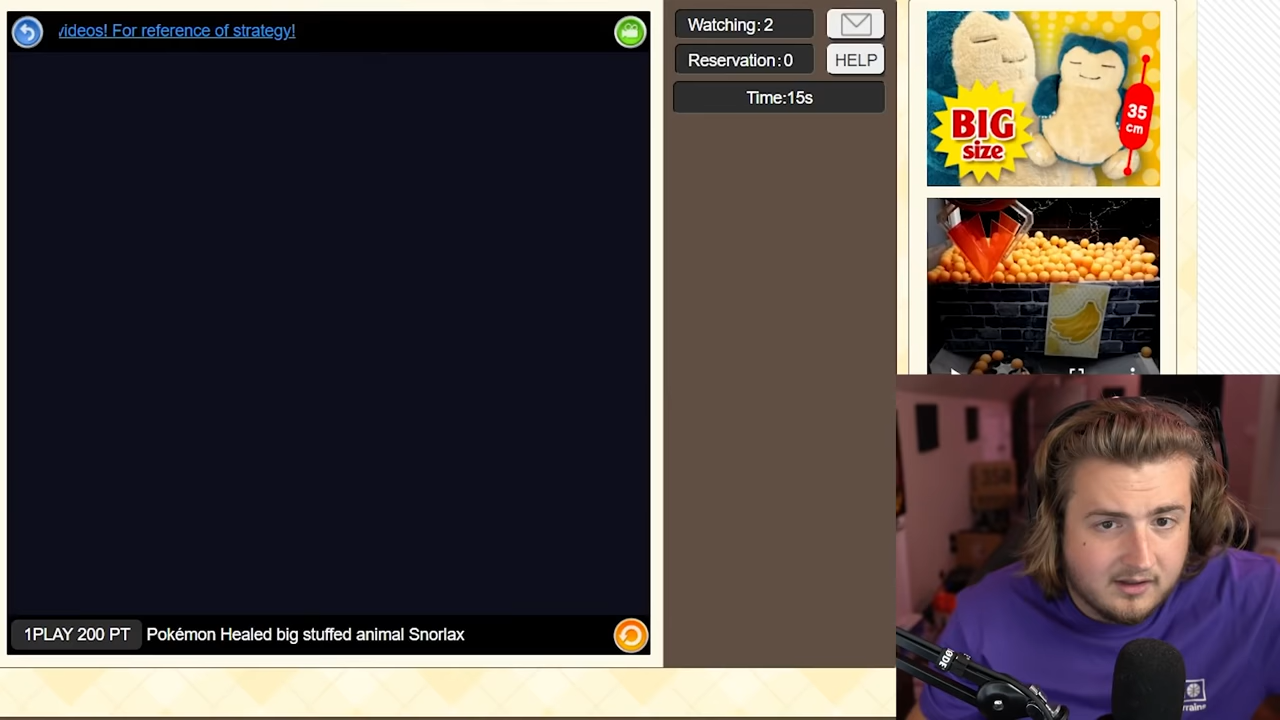 videos! For reference of strategy!
Watching: 2
Reservation: 0
HELP
Time:15s
BIG
size
35
cm
1PLAY 200 PT
Pokémon Healed big stuffed animal Snorlax